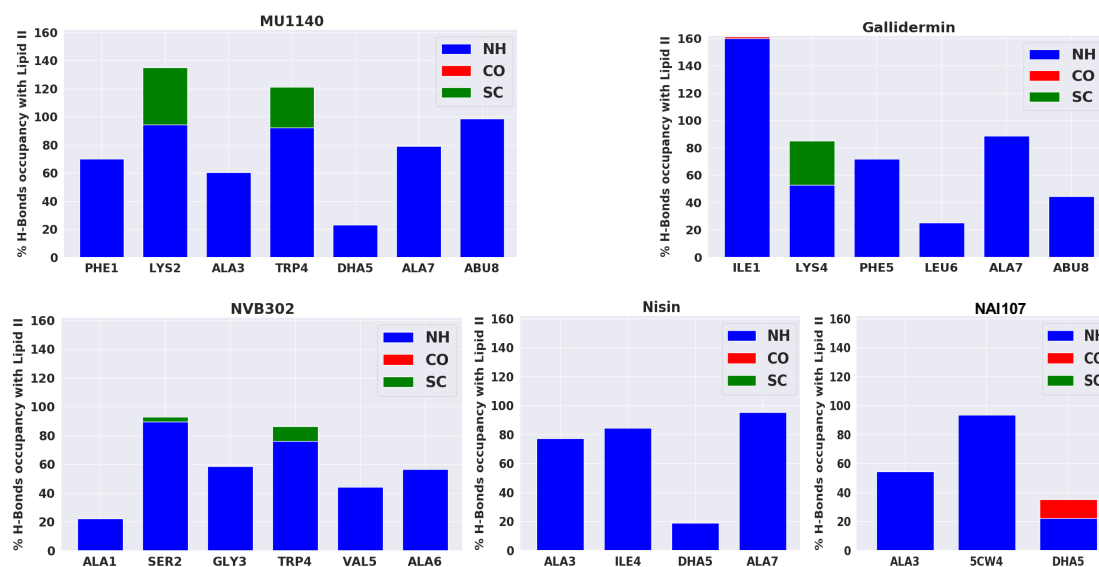 MU1140
% H-Bonds occupancy with Lipid II
160
140
120
100
80
60
40
20
0
NH
CO
SC
PHE1 LYS2 ALA3 TRP4 DHA5 ALA7 ABU8
Gallidermin
% H-Bonds occupancy with Lipid II
160
140
120
100
80
60
40
20
0
NH
CO
SC
ILE1 LYS4 PHE5 LEU6 ALA7 ABU8
NVB302
% H-Bonds occupancy with Lipid II
160
140
120
100
80
60
40
20
0
NH
CO
SC
ALA1 SER2 GLY3 TRP4 VAL5 ALA6
Nisin
% H-Bonds occupancy with Lipid II
160
140
120
100
80
60
40
20
0
NH
CO
SC
ALA3 ILE4 DHA5 ALA7
NAI107
% H-Bonds occupancy with Lipid II
160
140
120
100
80
60
40
20
0
NH
CO
SC
ALA3 5CW4 DHA5